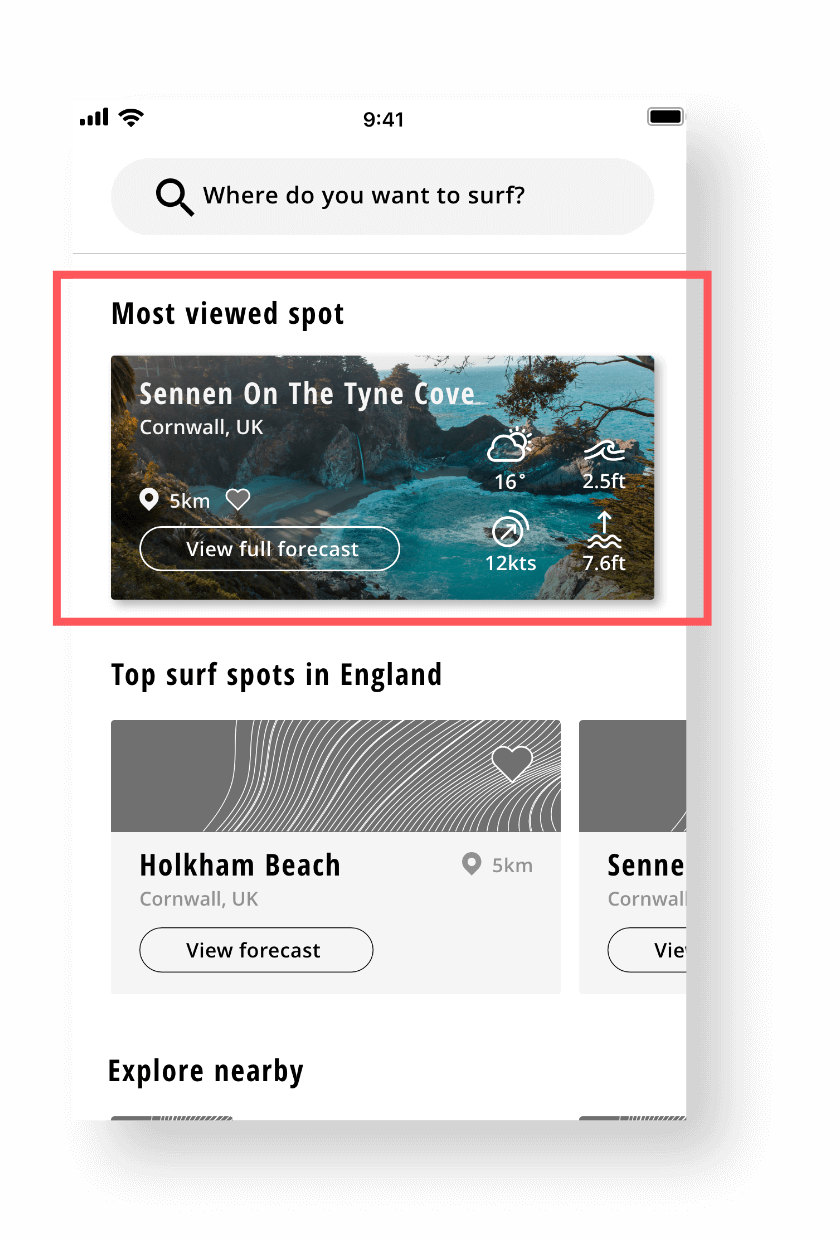 9:41
Where do you want to surf?
Most viewed spot
Sennen On The Tyne Cove
Cornwall, UK
16° 2.5ft
5km
View full forecast
12kts 7.6ft
Top surf spots in England
Holkham Beach 5km
Cornwall, UK
View forecast
Senne
Cornwall
Vie
Explore nearby